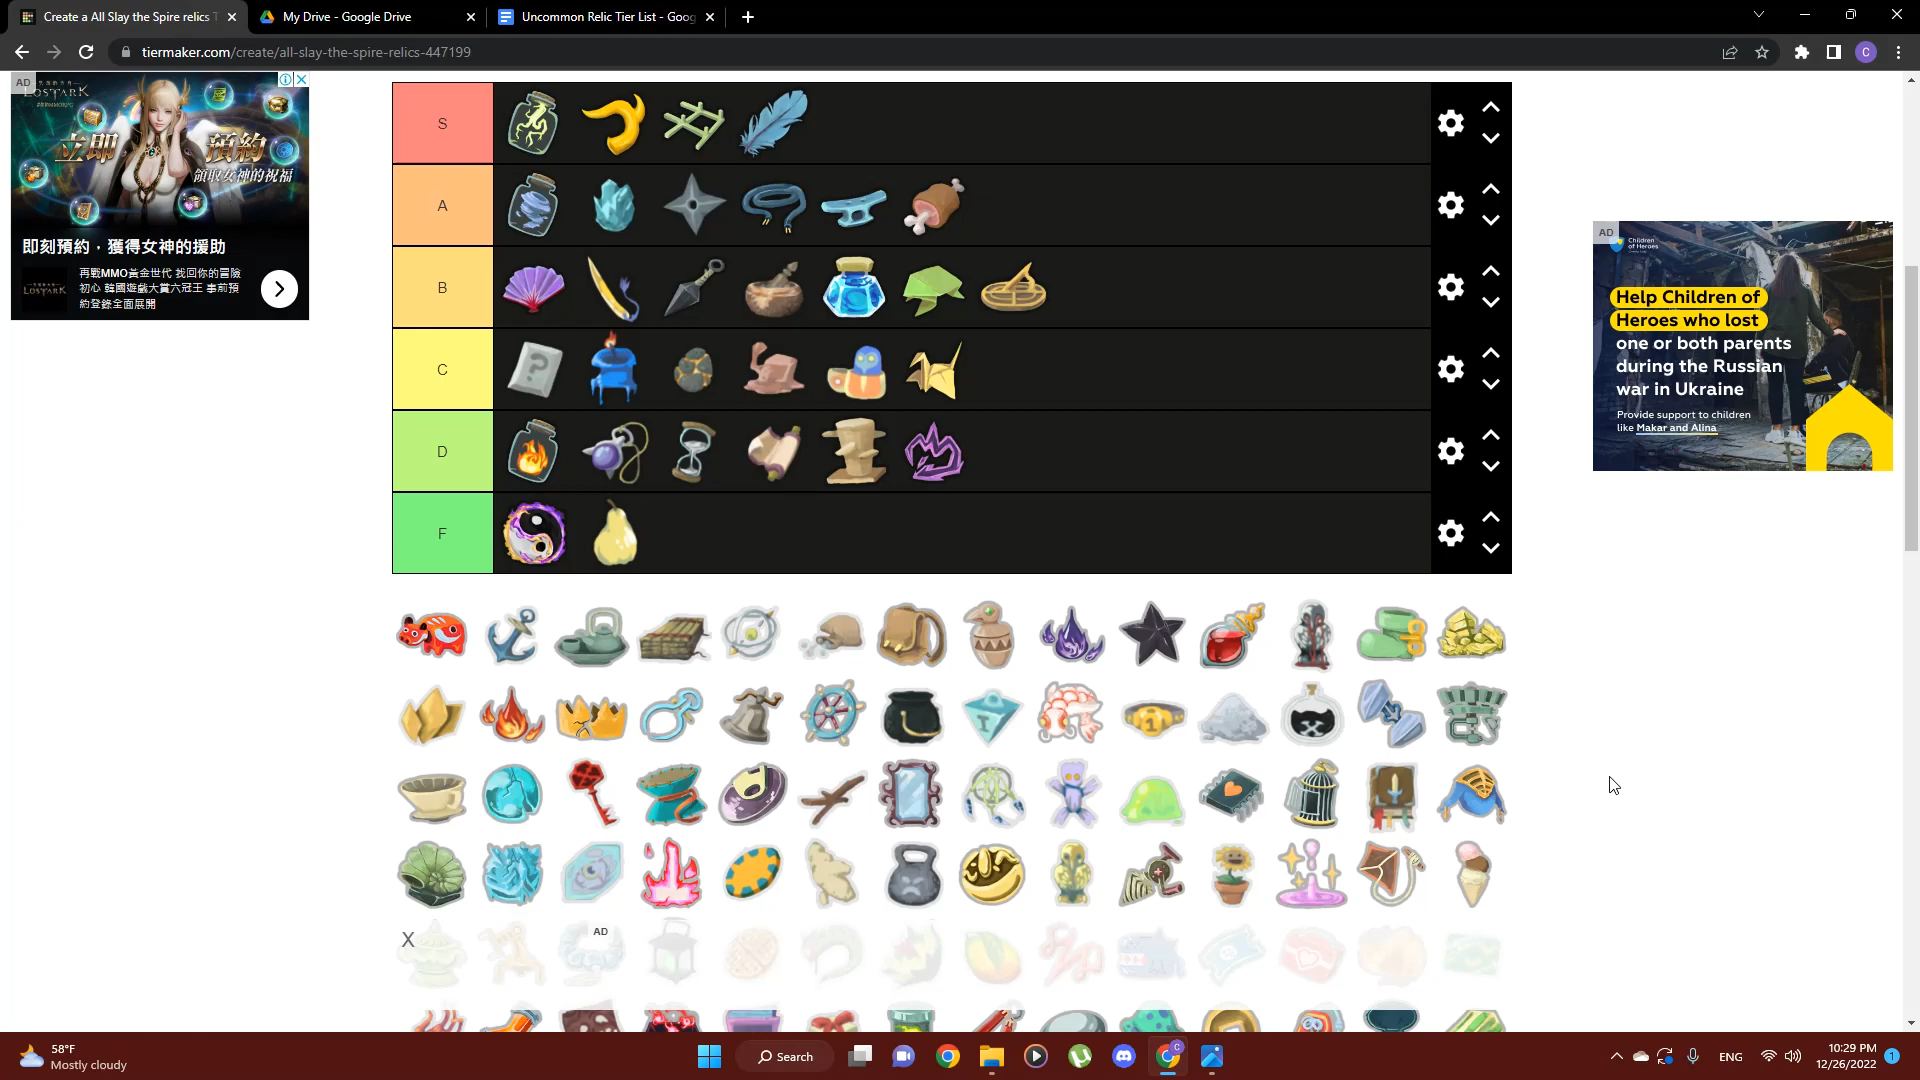 Create a All Slay the Spire relics T
My Drive - Google Drive
Uncommon Relic Tier List - Goog
tiermaker.com/create/all-slay-the-spire-relics-447199
C
AD
LOSTARK
立即
預約
領取女神的祝福
即刻預約，獲得女神的援助
LOSTARK
再戰MMO黃金世代 找回你的冒險
初心 韓國遊戲大賞六冠王 事前預
約登錄全面展開
S
A
B
C
D
F
?
I
1
X
AD
AD
Children
of Heroes
Help Children of
Heroes who lost
one or both parents
during the Russian
war in Ukraine
Provide support to children
like Makar and Alina
58°F
Mostly cloudy
Search
C
ENG
10:29 PM
12/26/2022
1